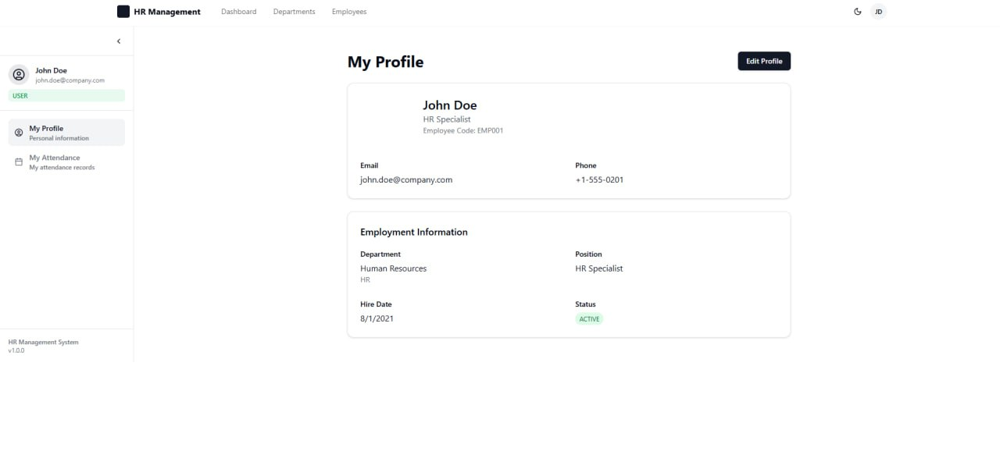 HR Management
Dashboard
Departments
Employees
JD
John Doe
john.doe@company.com
USER
My Profile
Personal information
My Attendance
My attendance records
HR Management System
v1.0.0
My Profile
Edit Profile
John Doe
HR Specialist
Employee Code: EMP001
Email
john.doe@company.com
Phone
+1-555-0201
Employment Information
Department
Human Resources
HR
Position
HR Specialist
Hire Date
8/1/2021
Status
ACTIVE